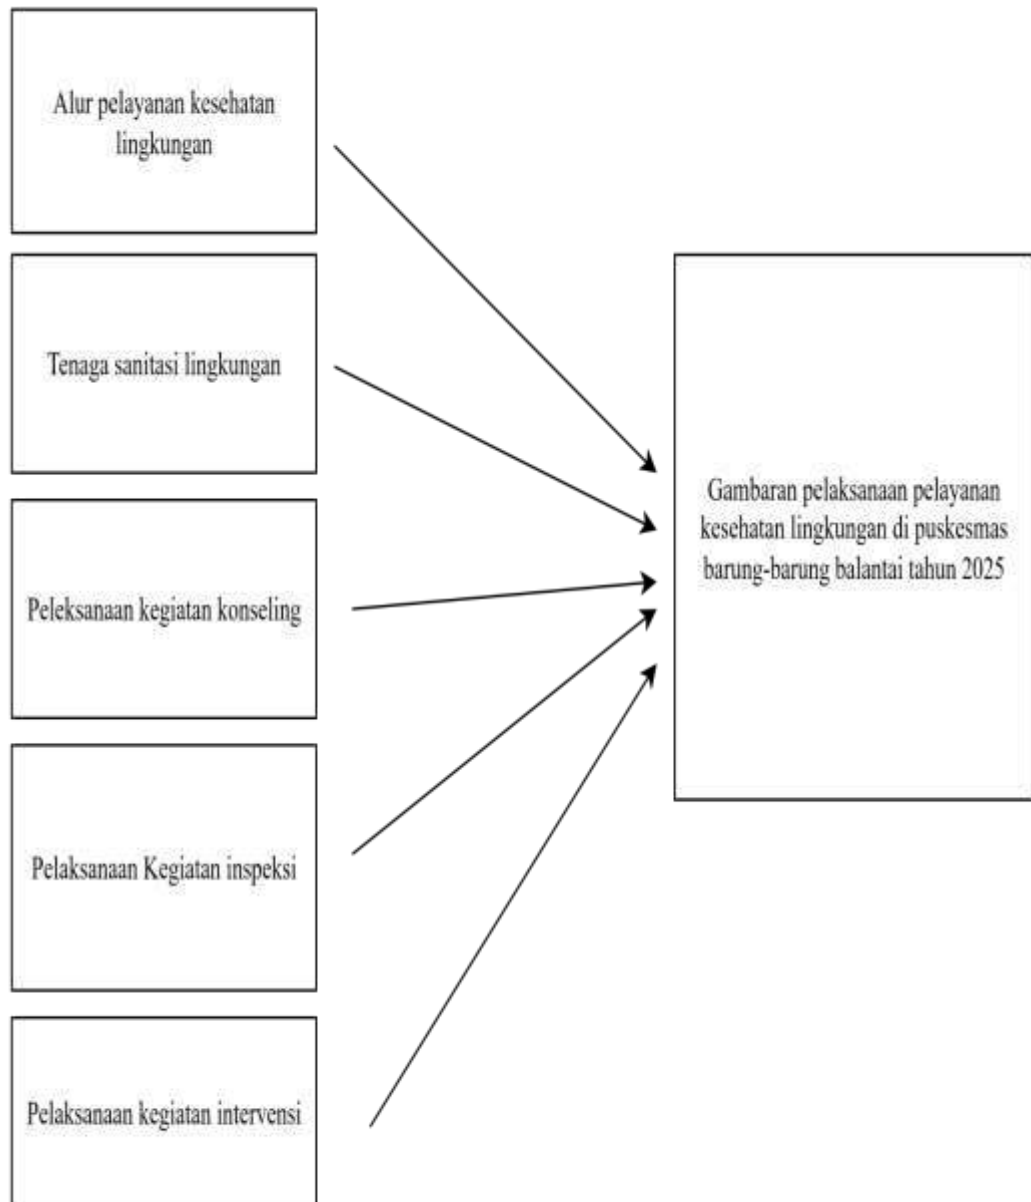 Alur pelayanan kesehatan
lingkungan
Tenaga sanitasi lingkungan
Peleksanaan kegiatan konseling
Pelaksanaan Kegiatan inspeksi
Pelaksanaan kegiatan intervensi
Gambaran pelaksanaan pelayanan
kesehatan lingkungan di puskesmas
barung-barung balantai tahun 2025